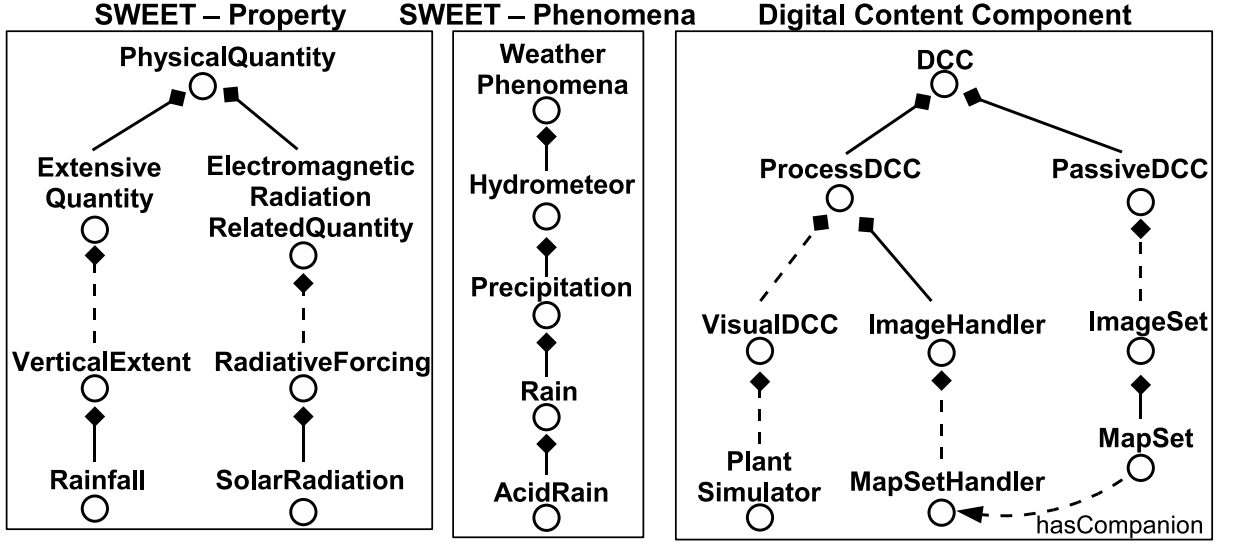 SWEET – Property
SWEET – Phenomena
Digital Content Component
PhysicalQuantity
Extensive
Quantity
Electromagnetic
Radiation
RelatedQuantity
VerticalExtent
RadiativeForcing
Rainfall
SolarRadiation
Weather
Phenomena
Hydrometeor
Precipitation
Rain
AcidRain
DCC
ProcessDCC
PassiveDCC
VisualDCC
ImageHandler
ImageSet
MapSet
Plant
Simulator
MapSetHandler
hasCompanion